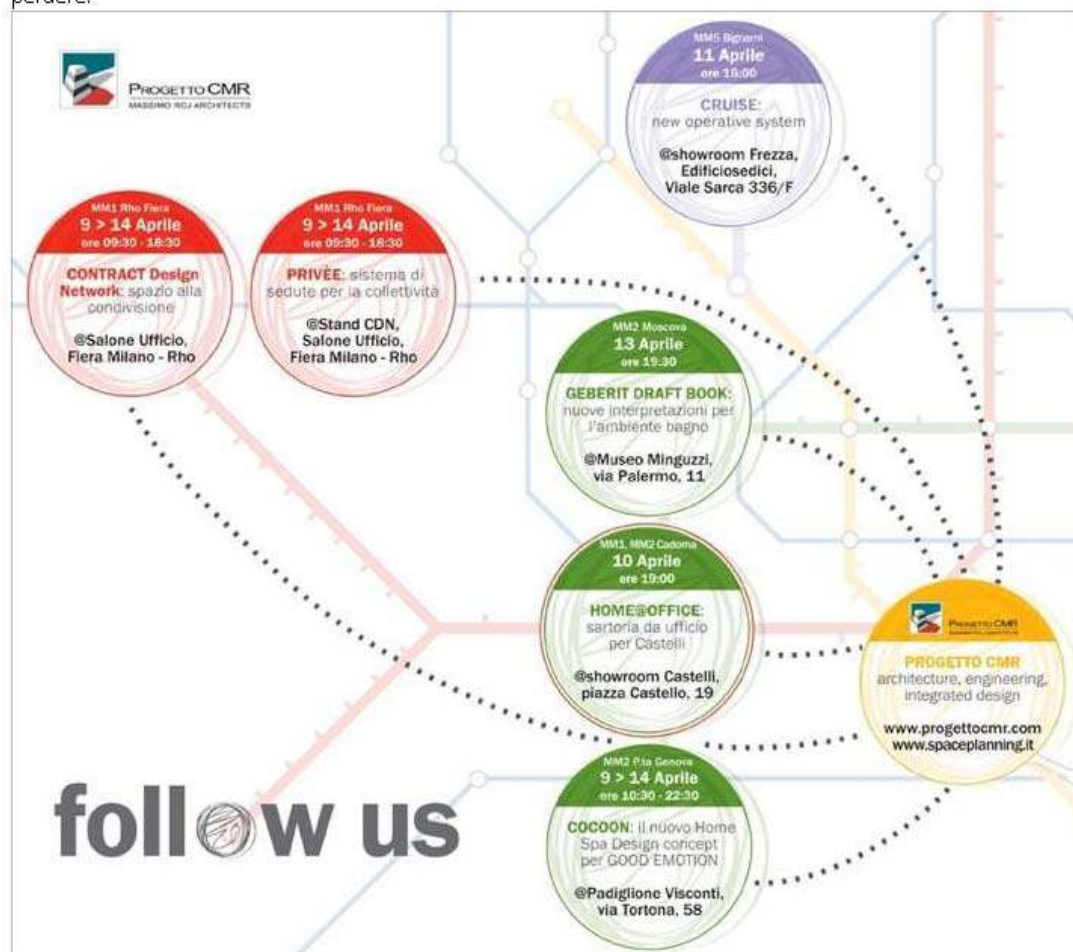 perdere!
PROGETTO CMR
MASSIMO ROJ ARCHITECTS
MM5 Bignami
11 Aprile
ore 18:00
CRUISE:
new operative system
@showroom Frezza,
Edificiosedici,
Viale Sarca 336/F
MM1 Rho Fiera
9 > 14 Aprile
ore 09:30 - 18:30
CONTRACT Design
Network: spazio alla
condivisione
@Salone Ufficio,
Fiera Milano - Rho
MM1 Rho Fiera
9 > 14 Aprile
ore 09:30 - 18:30
PRIVÈE: sistema di
sedute per la collettività
@Stand CDN,
Salone Ufficio,
Fiera Milano - Rho
MM2 Moscova
13 Aprile
ore 19:30
GEBERIT DRAFT BOOK:
nuove interpretazioni per
l'ambiente bagno
@Museo Minguzzi,
via Palermo, 11
MM1, MM2 Cadorna
10 Aprile
ore 19:00
HOME@OFFICE:
sartoria da ufficio
per Castelli
@showroom Castelli,
piazza Castello, 19
PROGETTO CMR
MASSIMO ROJ ARCHITECTS
PROGETTO CMR
architecture, engineering,
integrated design
www.progettocmr.com
www.spaceplanning.it
MM2 P.ta Genova
9 > 14 Aprile
ore 10:30 - 22:30
COCOON: il nuovo Home
Spa Design concept
per GOOD EMOTION
@Padiglione Visconti,
via Tortona, 58
follow us